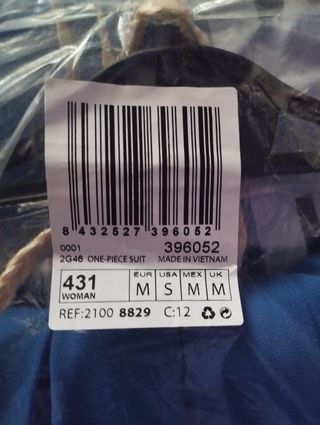 8 432527 396052
0001 396052
2G46 ONE-PIECE SUIT MADE IN VIETNAM
431 EUR USA MEX UK
WOMAN M S M M
REF:2100 8829 C:12